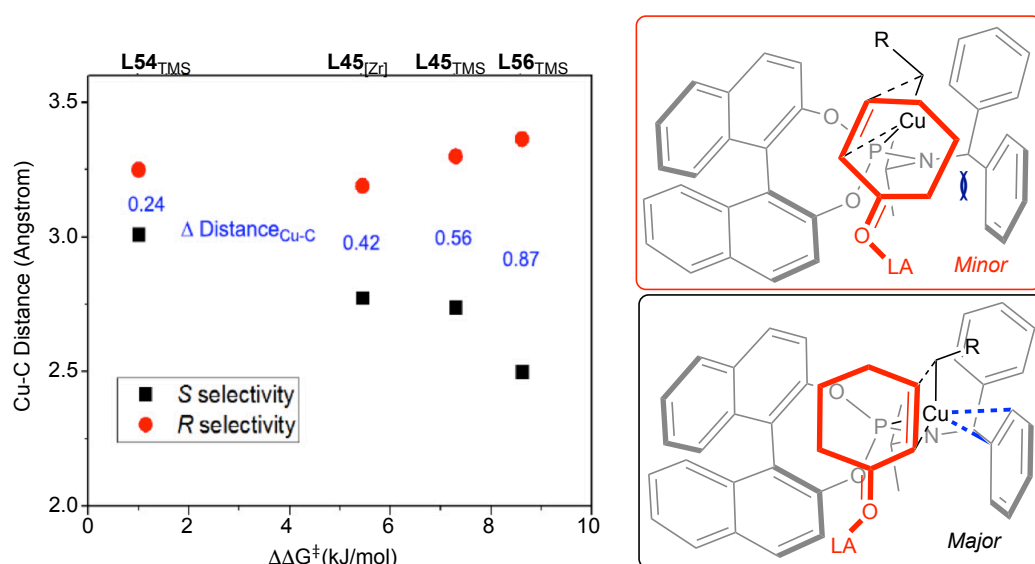 L54TMS L45[Zr] L45TMS L56TMS
3.5
3.0
2.5
2.0
Cu-C Distance (Angstrom)
0.24
Δ DistanceCu-C
0.42
0.56
0.87
S selectivity
R selectivity
0 2 4 6 8 10
ΔΔG‡(kJ/mol)
R
Cu
O
P
N
O
O
LA
Minor
R
O
Cu
P
N
O
O
LA
Major